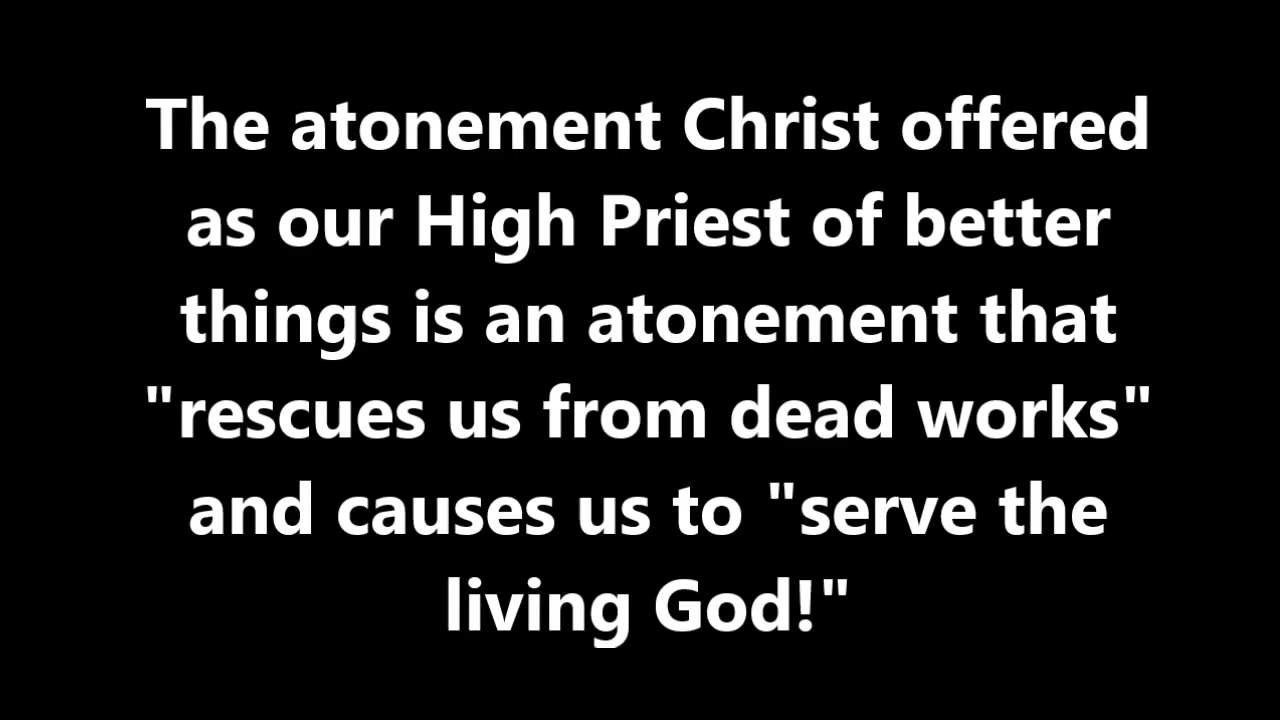 The atonement Christ offered
as our High Priest of better
things is an atonement that
"rescues us from dead works"
and causes us to "serve the
living God!"